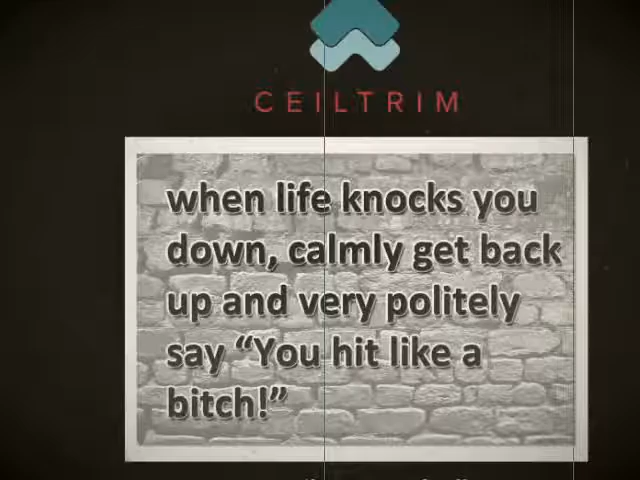 CEILTRIM
when life knocks you
down, calmly get back
up and very politely
say “You hit like a
bitch!”